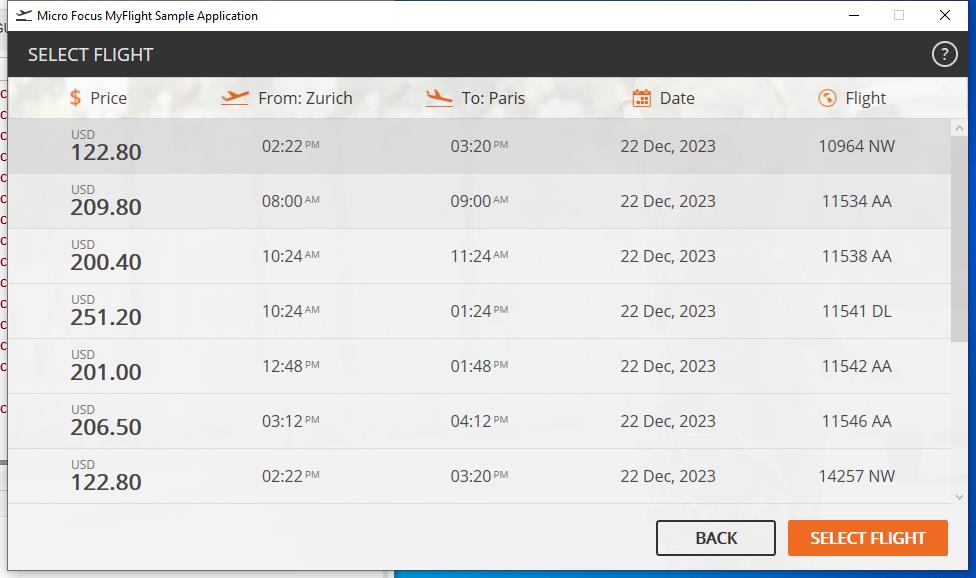 Micro Focus MyFlight Sample Application
SELECT FLIGHT ?
$ Price From: Zurich To: Paris Date Flight
USD
122.80 02:22 PM 03:20 PM 22 Dec, 2023 10964 NW
USD
209.80 08:00 AM 09:00 AM 22 Dec, 2023 11534 AA
USD
200.40 10:24 AM 11:24 AM 22 Dec, 2023 11538 AA
USD
251.20 10:24 AM 01:24 PM 22 Dec, 2023 11541 DL
USD
201.00 12:48 PM 01:48 PM 22 Dec, 2023 11542 AA
USD
206.50 03:12 PM 04:12 PM 22 Dec, 2023 11546 AA
USD
122.80 02:22 PM 03:20 PM 22 Dec, 2023 14257 NW
BACK SELECT FLIGHT